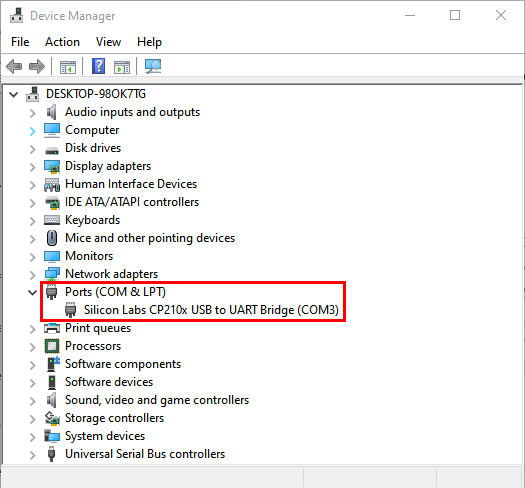 Device Manager
File Action View Help
DESKTOP-98OK7TG
Audio inputs and outputs
Computer
Disk drives
Display adapters
Human Interface Devices
IDE ATA/ATAPI controllers
Keyboards
Mice and other pointing devices
Monitors
Network adapters
Ports (COM & LPT)
Silicon Labs CP210x USB to UART Bridge (COM3)
Print queues
Processors
Software components
Software devices
Sound, video and game controllers
Storage controllers
System devices
Universal Serial Bus controllers